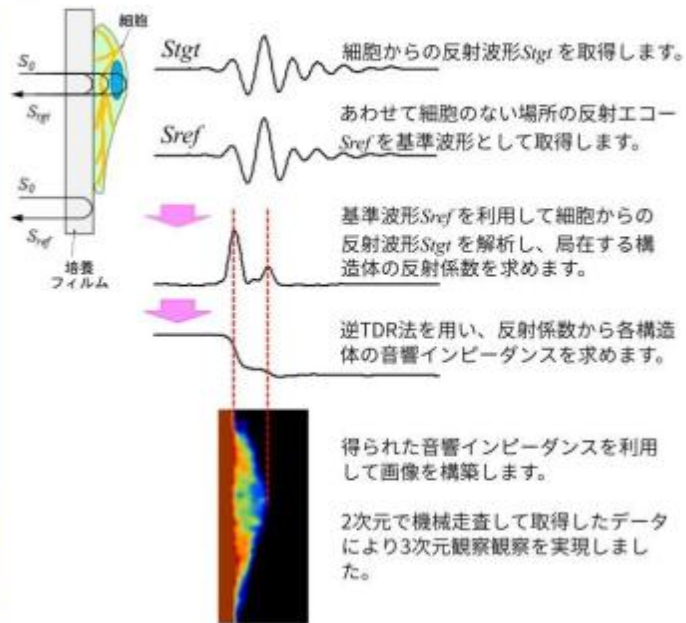 細胞
S0
Stgt
S0
Sref
培養
フィルム
Stgt
細胞からの反射波形Stgt を取得します。
Sref
あわせて細胞のない場所の反射エコー
Sref を基準波形として取得します。
基準波形Sref を利用して細胞からの
反射波形Stgt を解析し、局在する構
造体の反射係数を求めます。
逆TDR法を用い、反射係数から各構造
体の音響インピーダンスを求めます。
得られた音響インピーダンスを利用
して画像を構築します。
2次元で機械走査して取得したデータ
により3次元観察観察を実現しまし
た。